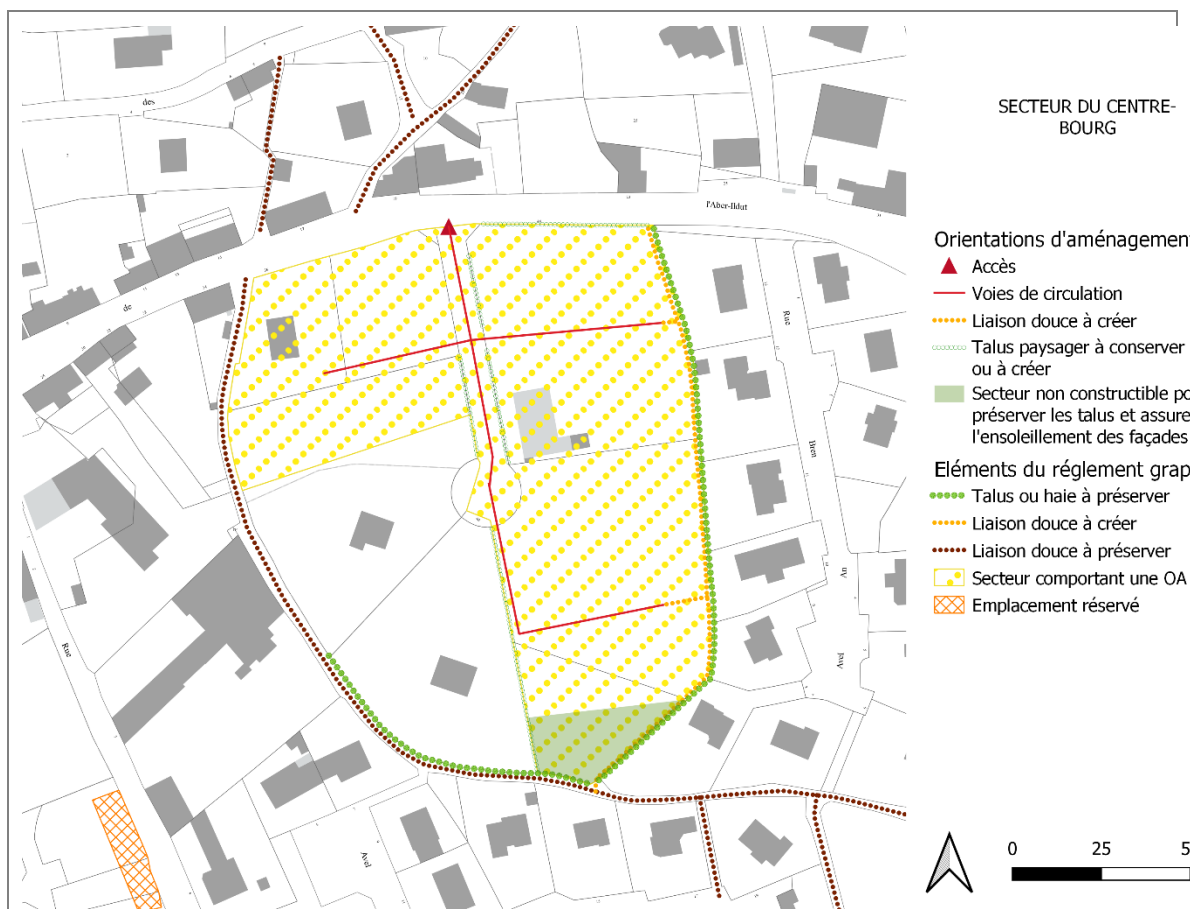 SECTEUR DU CENTRE-
BOURG
des
l'Aber-Ildut
de
Rue
Bren
An
Avel
Rue
Avel
Orientations d'aménagement
Accès
Voies de circulation
Liaison douce à créer
Talus paysager à conserver
ou à créer
Secteur non constructible po
préserver les talus et assure
l'ensoleillement des façades
Eléments du réglement grap
Talus ou haie à préserver
Liaison douce à créer
Liaison douce à préserver
Secteur comportant une OA
Emplacement réservé
0 25 5